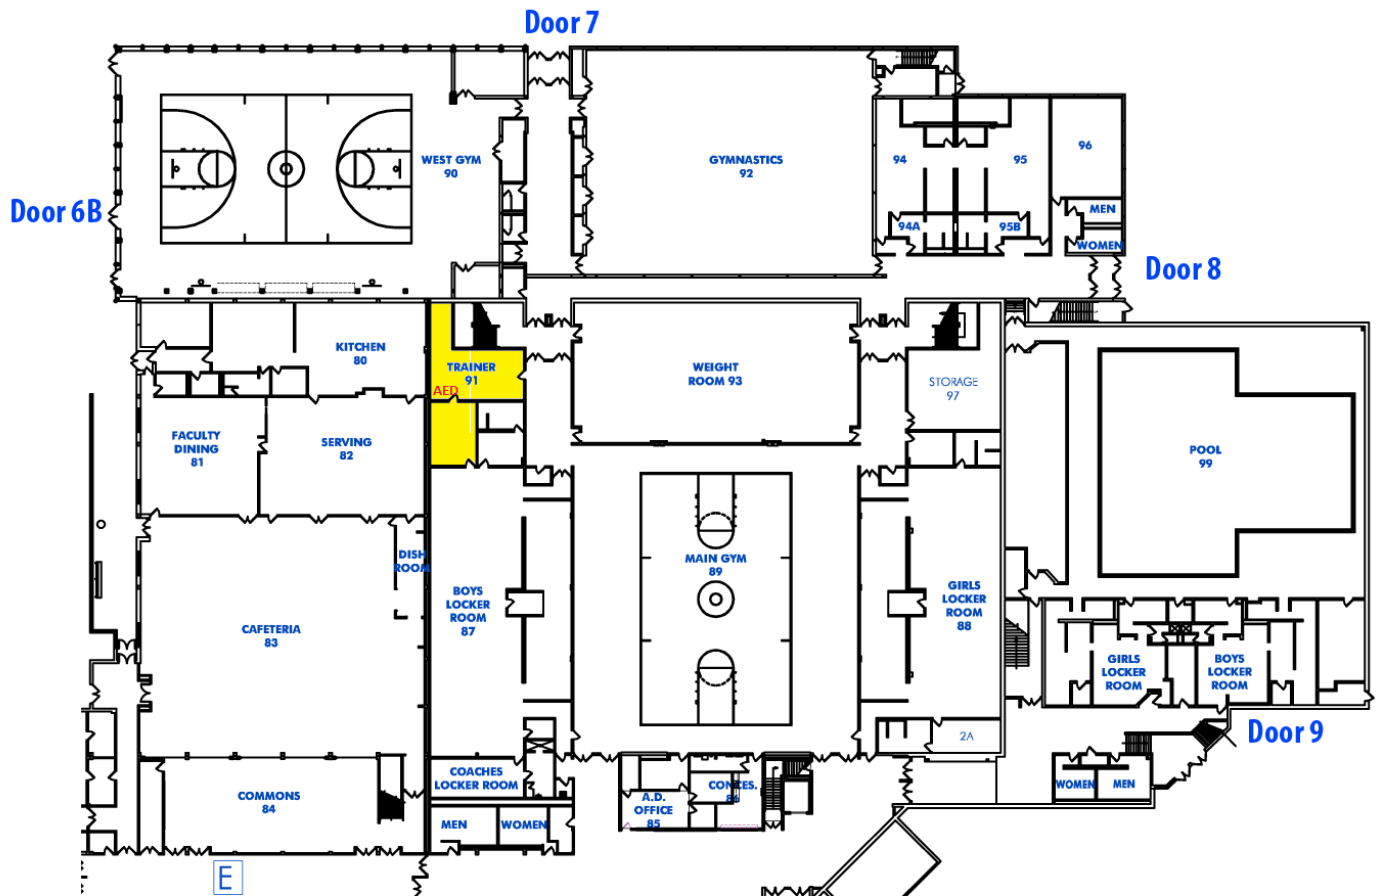 Door 7
WEST GYM
90
GYMNASTICS
92
94
95
96
MEN
94A
95B
WOMEN
Door 6B
Door 8
KITCHEN
80
TRAINER
91
AED
WEIGHT
ROOM 93
STORAGE
97
FACULTY
DINING
81
SERVING
82
POOL
99
DISH
ROOM
MAIN GYM
89
BOYS
LOCKER
ROOM
87
GIRLS
LOCKER
ROOM
88
CAFETERIA
83
GIRLS
LOCKER
ROOM
BOYS
LOCKER
ROOM
Door 9
2A
COACHES
LOCKER ROOM
COMMONS
84
A.D.
OFFICE
85
CONCES.
86
WOMEN
MEN
MEN
WOMEN
E